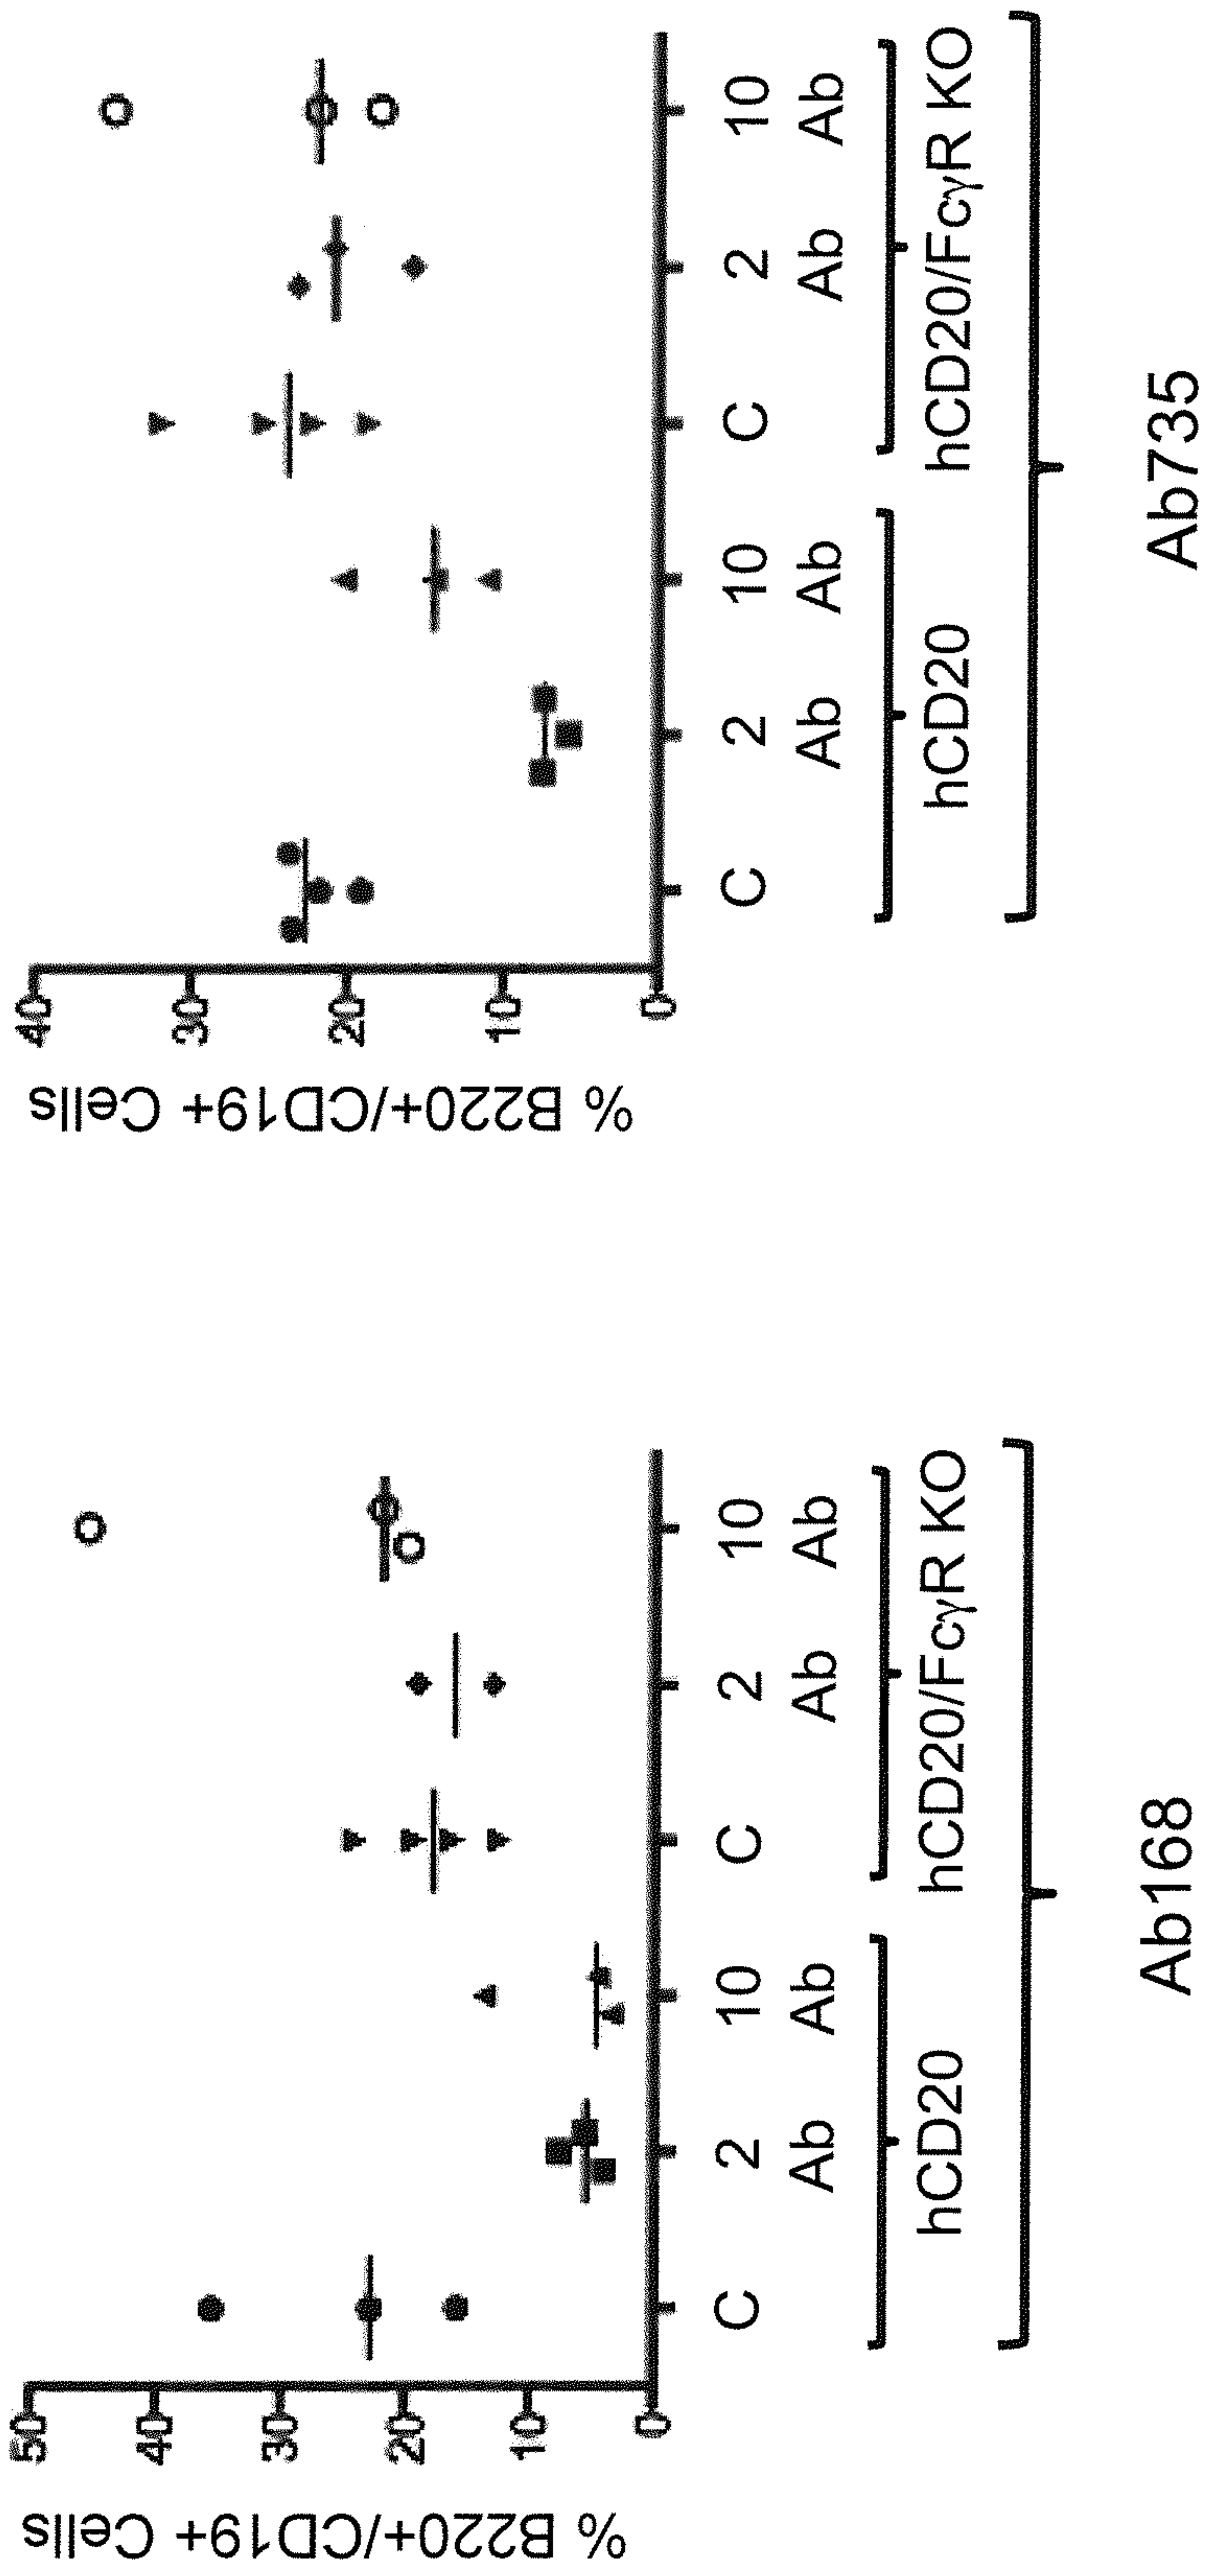 % B220+/CD19+ Cells
50
40
30
20
10
0
C 2 10 C 2 10
Ab Ab Ab Ab
hCD20 hCD20/FcγR KO
Ab168
% B220+/CD19+ Cells
40
30
20
10
0
C 2 10 C 2 10
Ab Ab Ab Ab
hCD20 hCD20/FcγR KO
Ab735